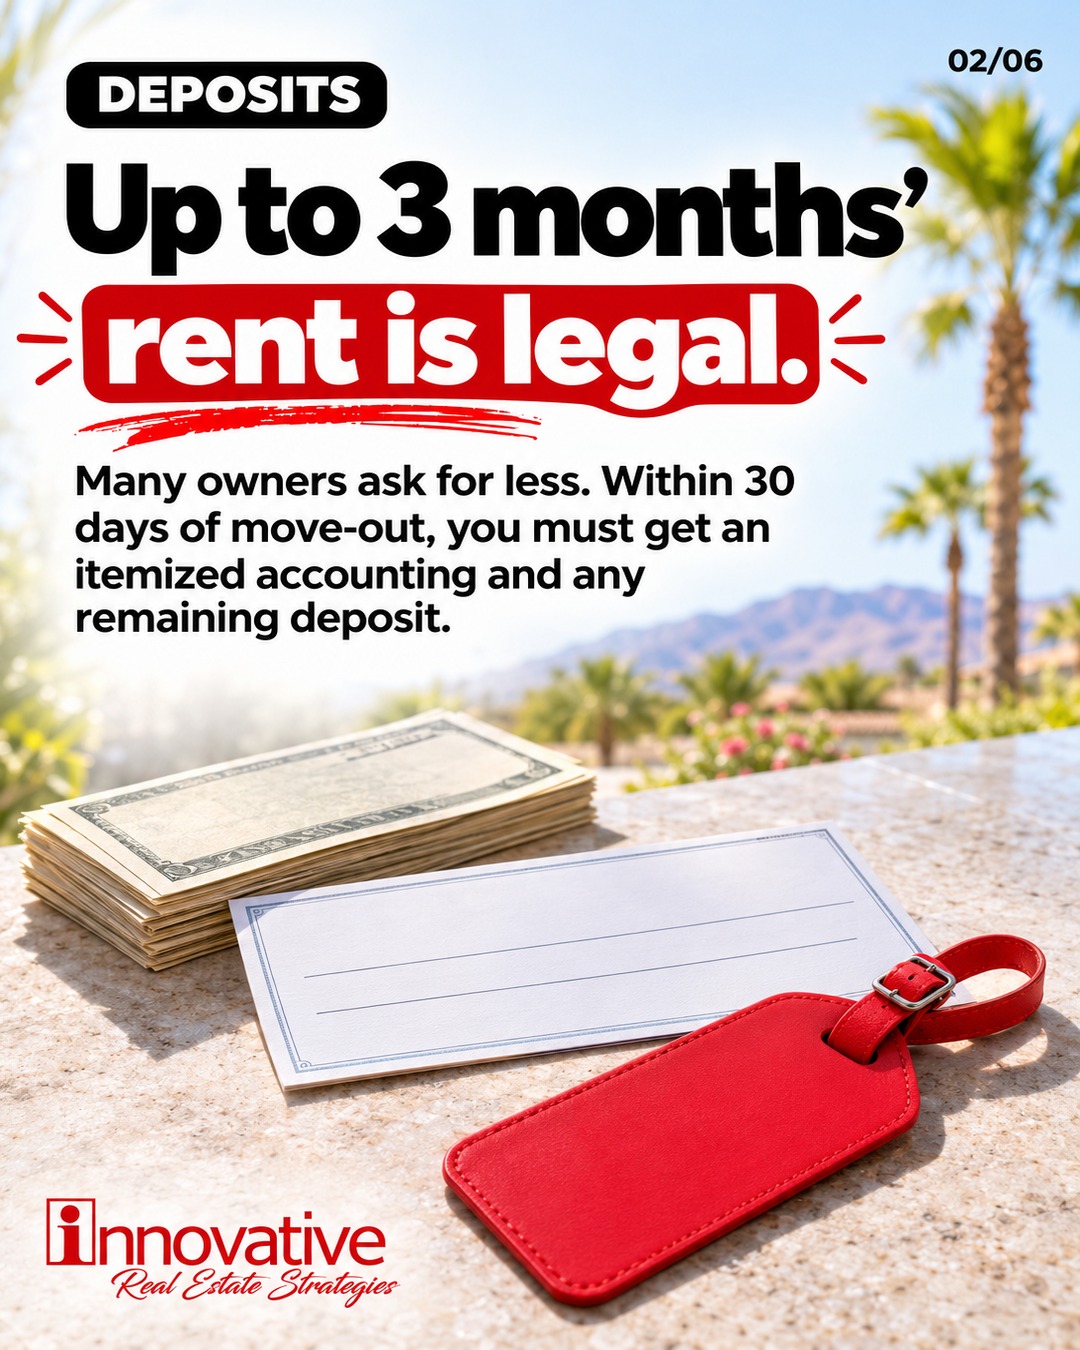 02/06
DEPOSITS
Up to 3 months’
rent is legal.
Many owners ask for less. Within 30
days of move-out, you must get an
itemized accounting and any
remaining deposit.
innovative
Real Estate Strategies